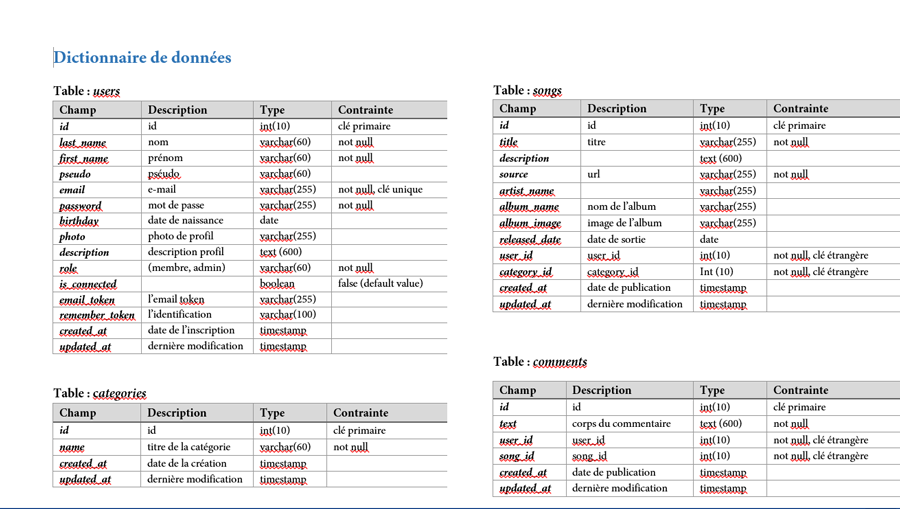 Dictionnaire de données
Table : users
Champ Description Type Contrainte
id id int(10) clé primaire
last_name nom varchar(60) not null
first_name prénom varchar(60) not null
pseudo pséudo varchar(60)
email e-mail varchar(255) not null, clé unique
password mot de passe varchar(255) not null
birthday date de naissance date
photo photo de profil varchar(255)
description description profil text (600)
role (membre, admin) varchar(60) not null
is_connected boolean false (default value)
email_token l'email token varchar(255)
remember_token l'identification varchar(100)
created_at date de l'inscription timestamp
updated_at dernière modification timestamp
Table : categories
Champ Description Type Contrainte
id id int(10) clé primaire
name titre de la catégorie varchar(60) not null
created_at date de la création timestamp
updated_at dernière modification timestamp
Table : songs
Champ Description Type Contrainte
id id int(10) clé primaire
title titre varchar(255) not null
description text (600)
source url varchar(255) not null
artist_name varchar(255)
album_name nom de l'album varchar(255)
album_image image de l'album varchar(255)
released_date date de sortie date
user_id user_id int(10) not null, clé étrangère
category_id category_id Int (10) not null, clé étrangère
created_at date de publication timestamp
updated_at dernière modification timestamp
Table : comments
Champ Description Type Contrainte
id id int(10) clé primaire
text corps du commentaire text (600) not null
user_id user_id int(10) not null, clé étrangère
song_id song_id int(10) not null, clé étrangère
created_at date de publication timestamp
updated_at dernière modification timestamp